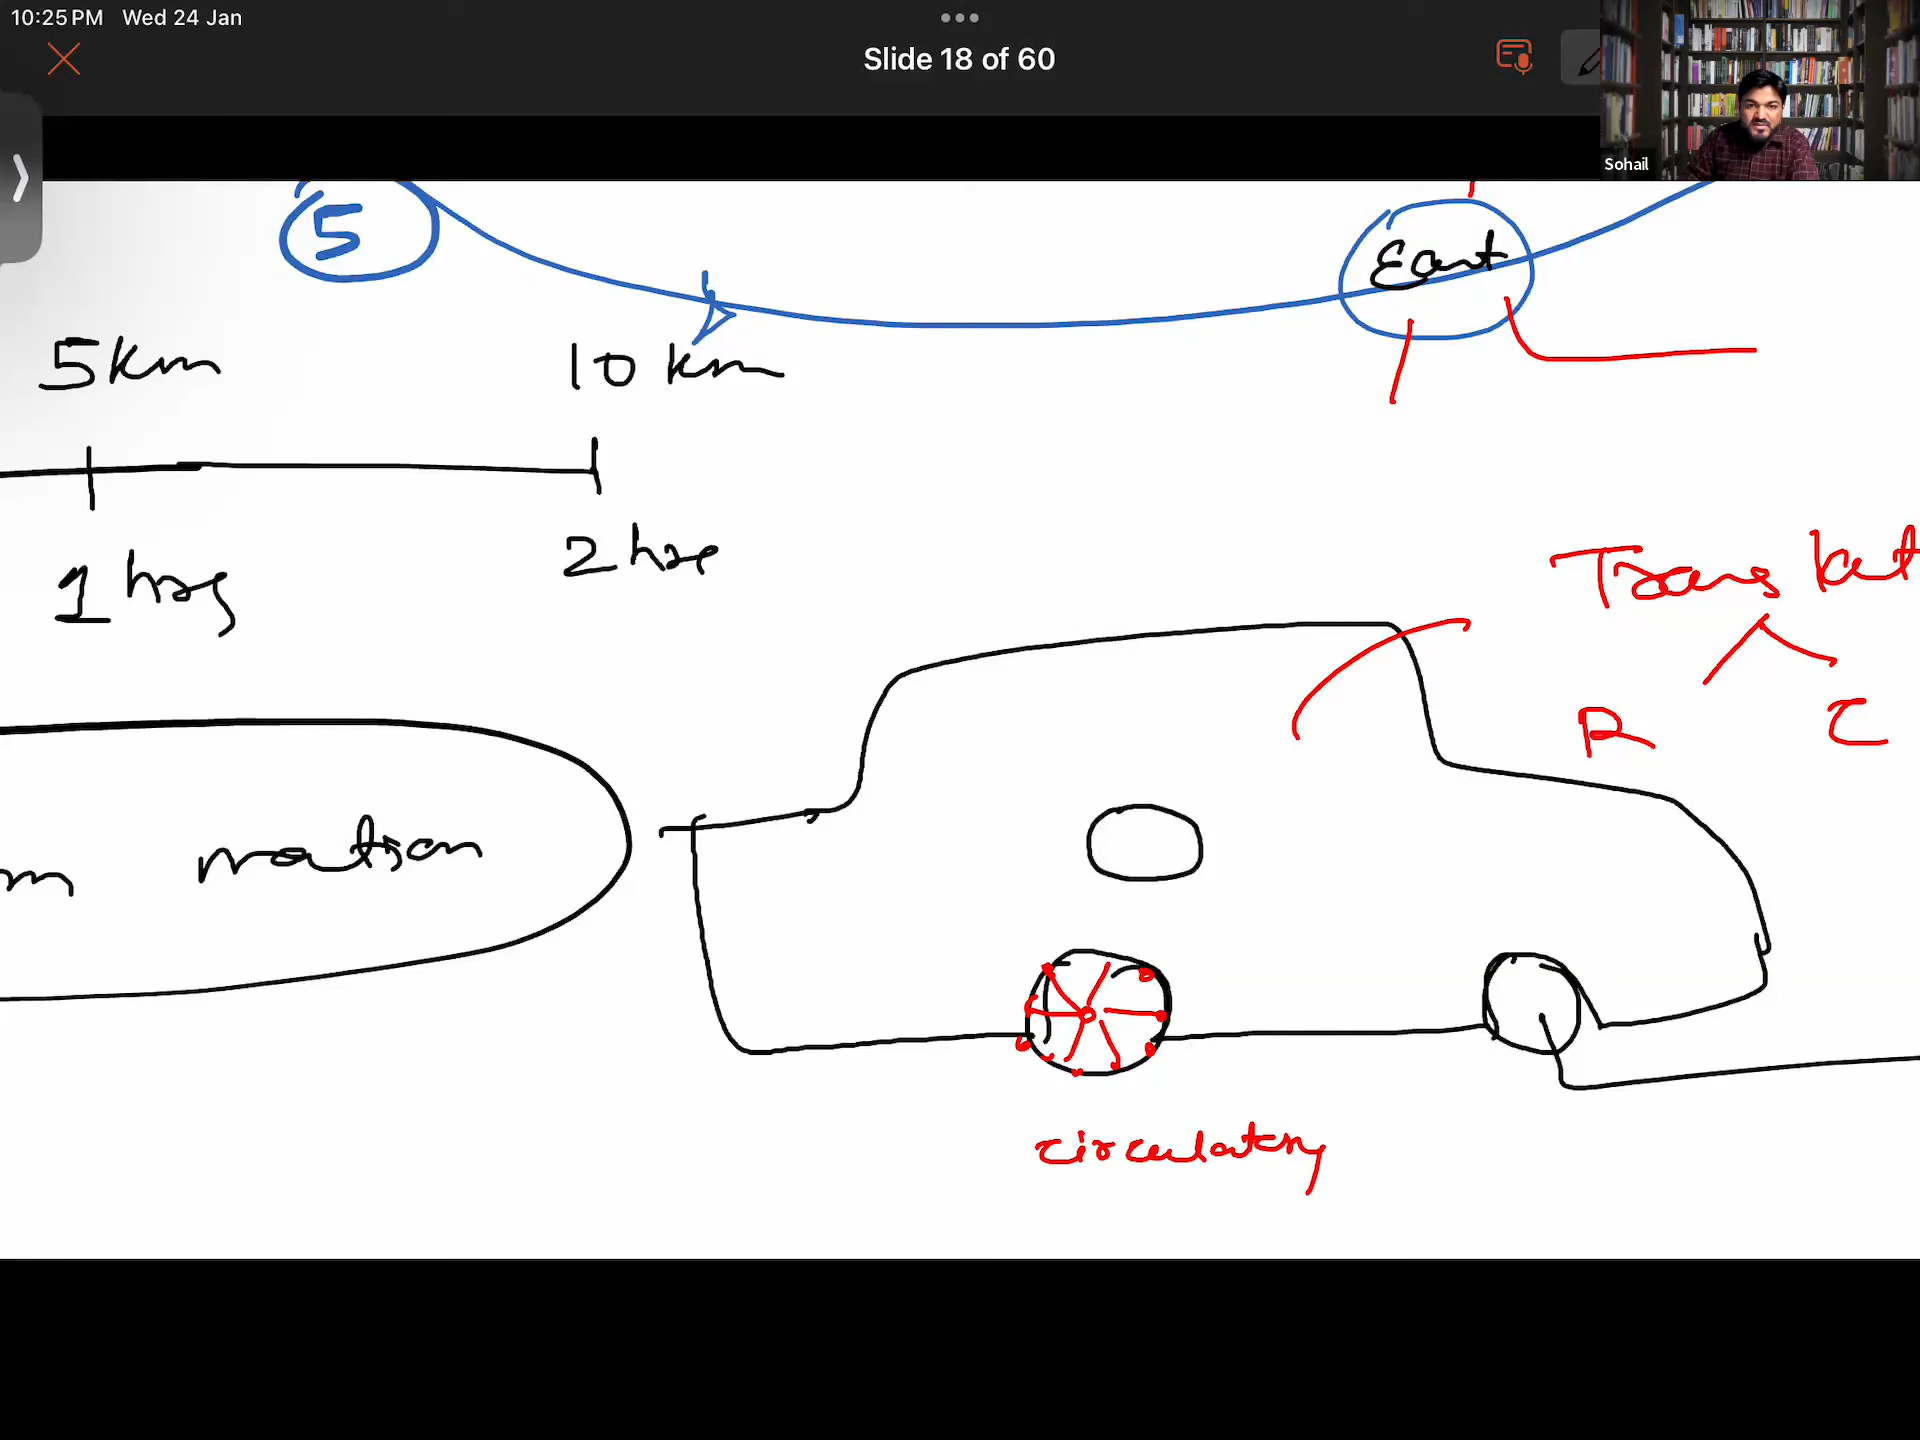 10:25 PM Wed 24 Jan
Slide 18 of 60
Sohail
5
East
5km 10 km
1 hrs 2 hrs
R C
m motion
circulatory